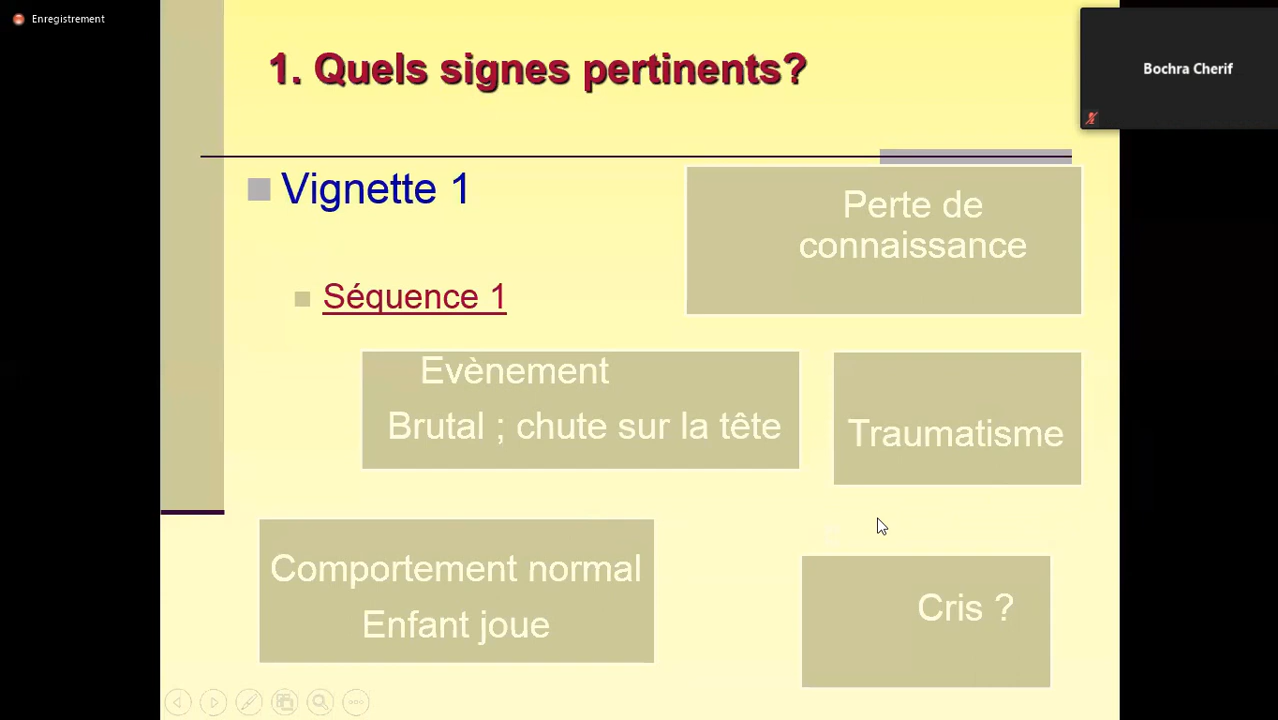 Enregistrement
Bochra Cherif
1. Quels signes pertinents?
Vignette 1
Perte de
connaissance
Séquence 1
Evènement
Brutal ; chute sur la tête
Traumatisme
Comportement normal
Enfant joue
Cris ?